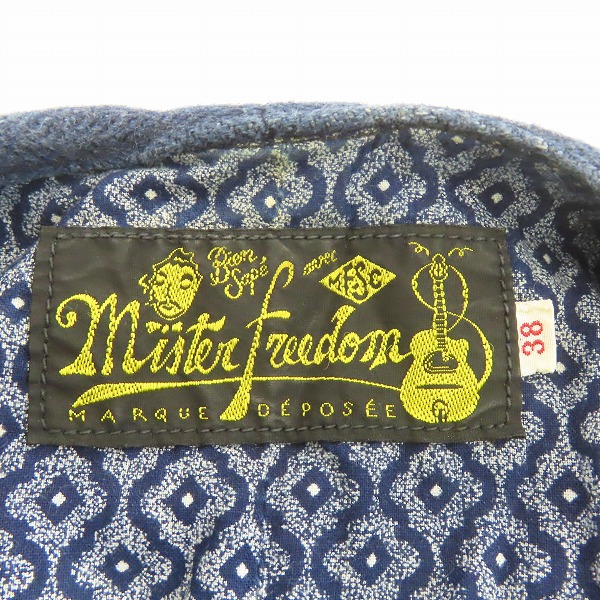 Bien Sapé, avec MFSC
Mister Freedom
MARQUE DÉPOSÉE
38